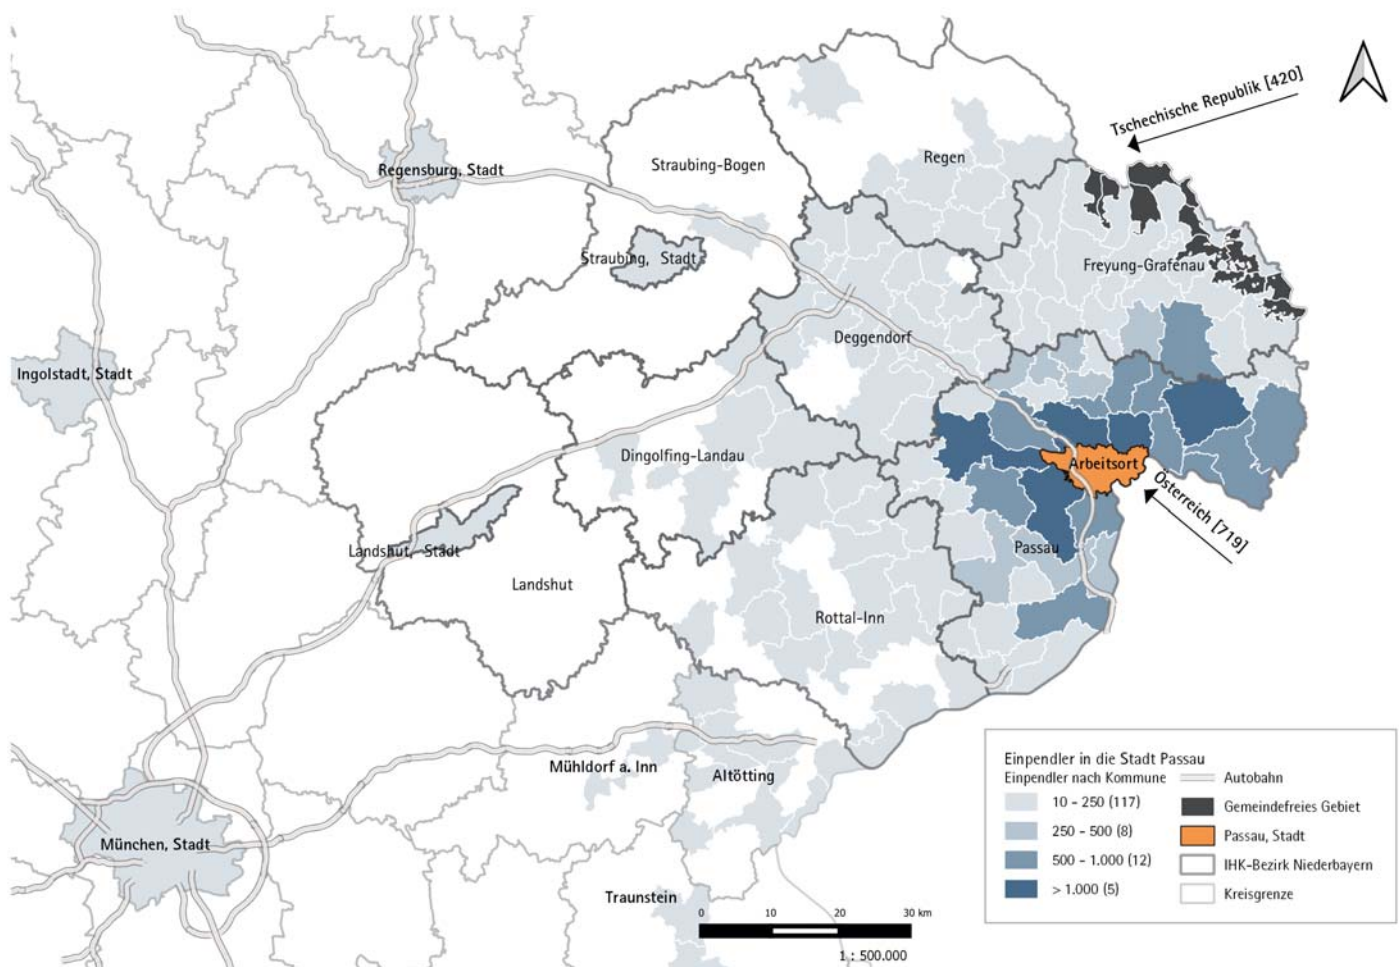 Tschechische Republik [420]
Regen
Straubing-Bogen
Regensburg, Stadt
Straubing, Stadt
Freyung-Grafenau
Deggendorf
Ingolstadt, Stadt
Dingolfing-Landau
Arbeitsort
Österreich [719]
Landshut, Stadt
Passau
Landshut
Rottal-Inn
Mühldorf a. Inn
Altötting
München, Stadt
Traunstein
0 10 20 30 km
1 : 500.000
Einpendler in die Stadt Passau
Einpendler nach Kommune
10 - 250 (117)
250 - 500 (8)
500 - 1.000 (12)
> 1.000 (5)
Autobahn
Gemeindefreies Gebiet
Passau, Stadt
IHK-Bezirk Niederbayern
Kreisgrenze